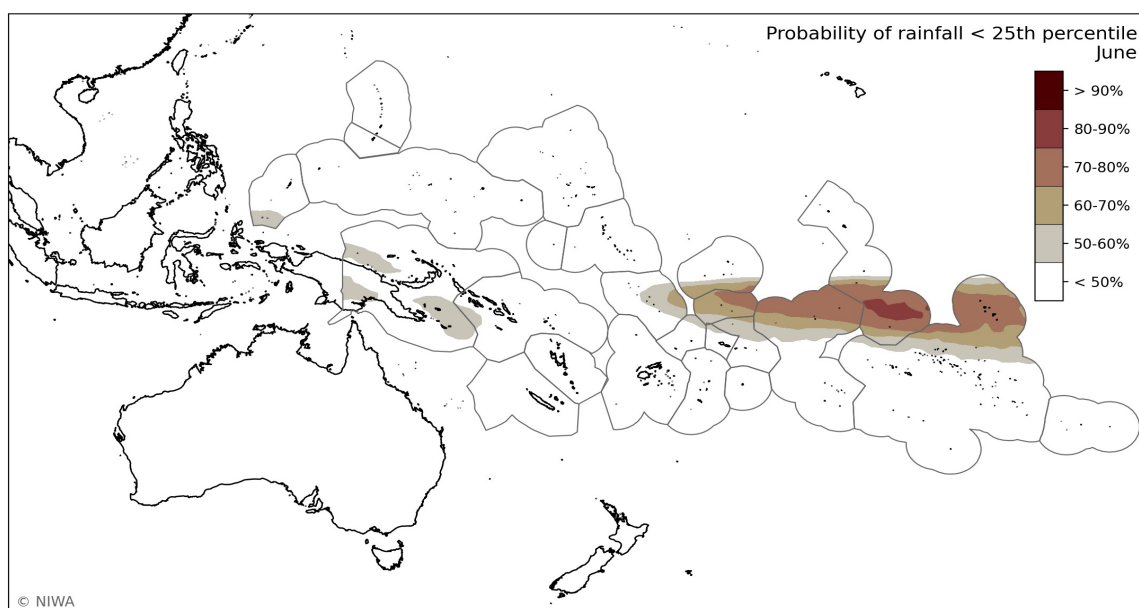 Probability of rainfall < 25th percentile
June
> 90%
80-90%
70-80%
60-70%
50-60%
< 50%
© NIWA